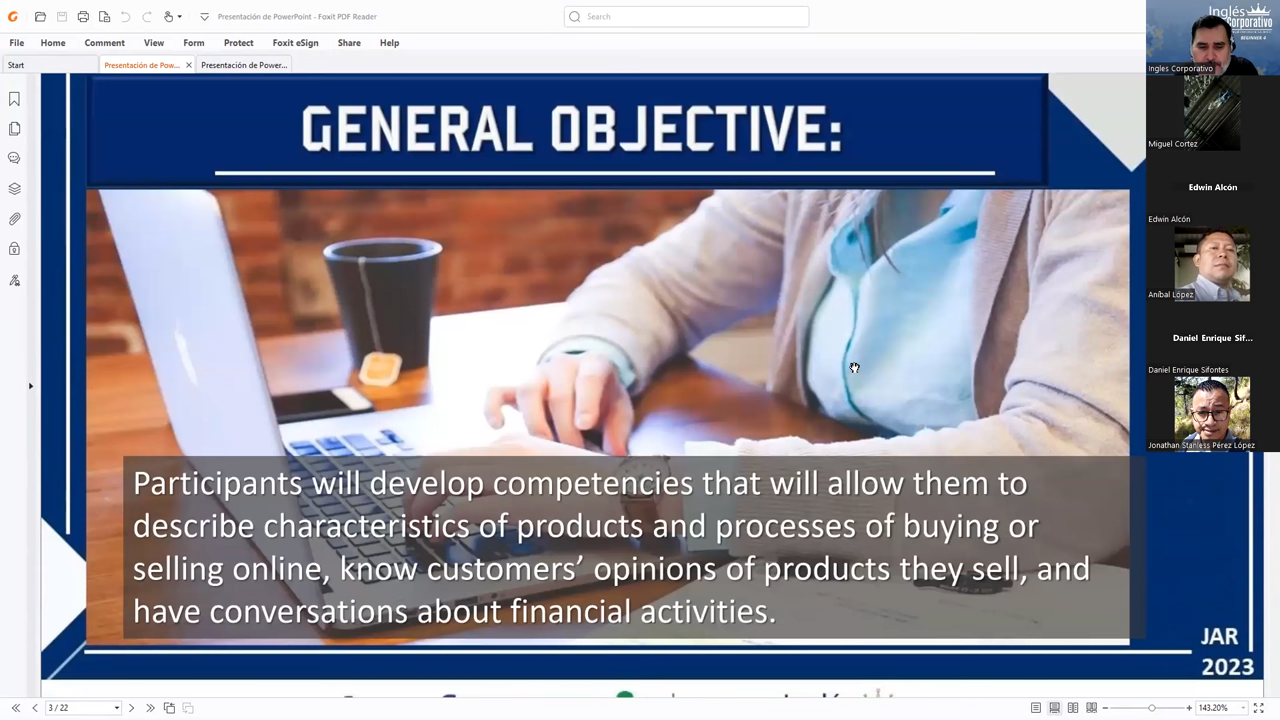 Presentación de PowerPoint - Foxit PDF Reader
Search
File Home Comment View Form Protect Foxit eSign Share Help
Start
Presentación de Pow...
Presentación de Power...
GENERAL OBJECTIVE:
Participants will develop competencies that will allow them to
describe characteristics of products and processes of buying or
selling online, know customers' opinions of products they sell, and
have conversations about financial activities.
JAR
2023
3 / 22
143.20%
Inglés
Corporativo
BEGINNER 4
Ingles Corporativo
Miguel Cortez
Edwin Alcón
Edwin Alcón
Aníbal López
Daniel Enrique Sif...
Daniel Enrique Sifontes
Jonathan Stanless Pérez López